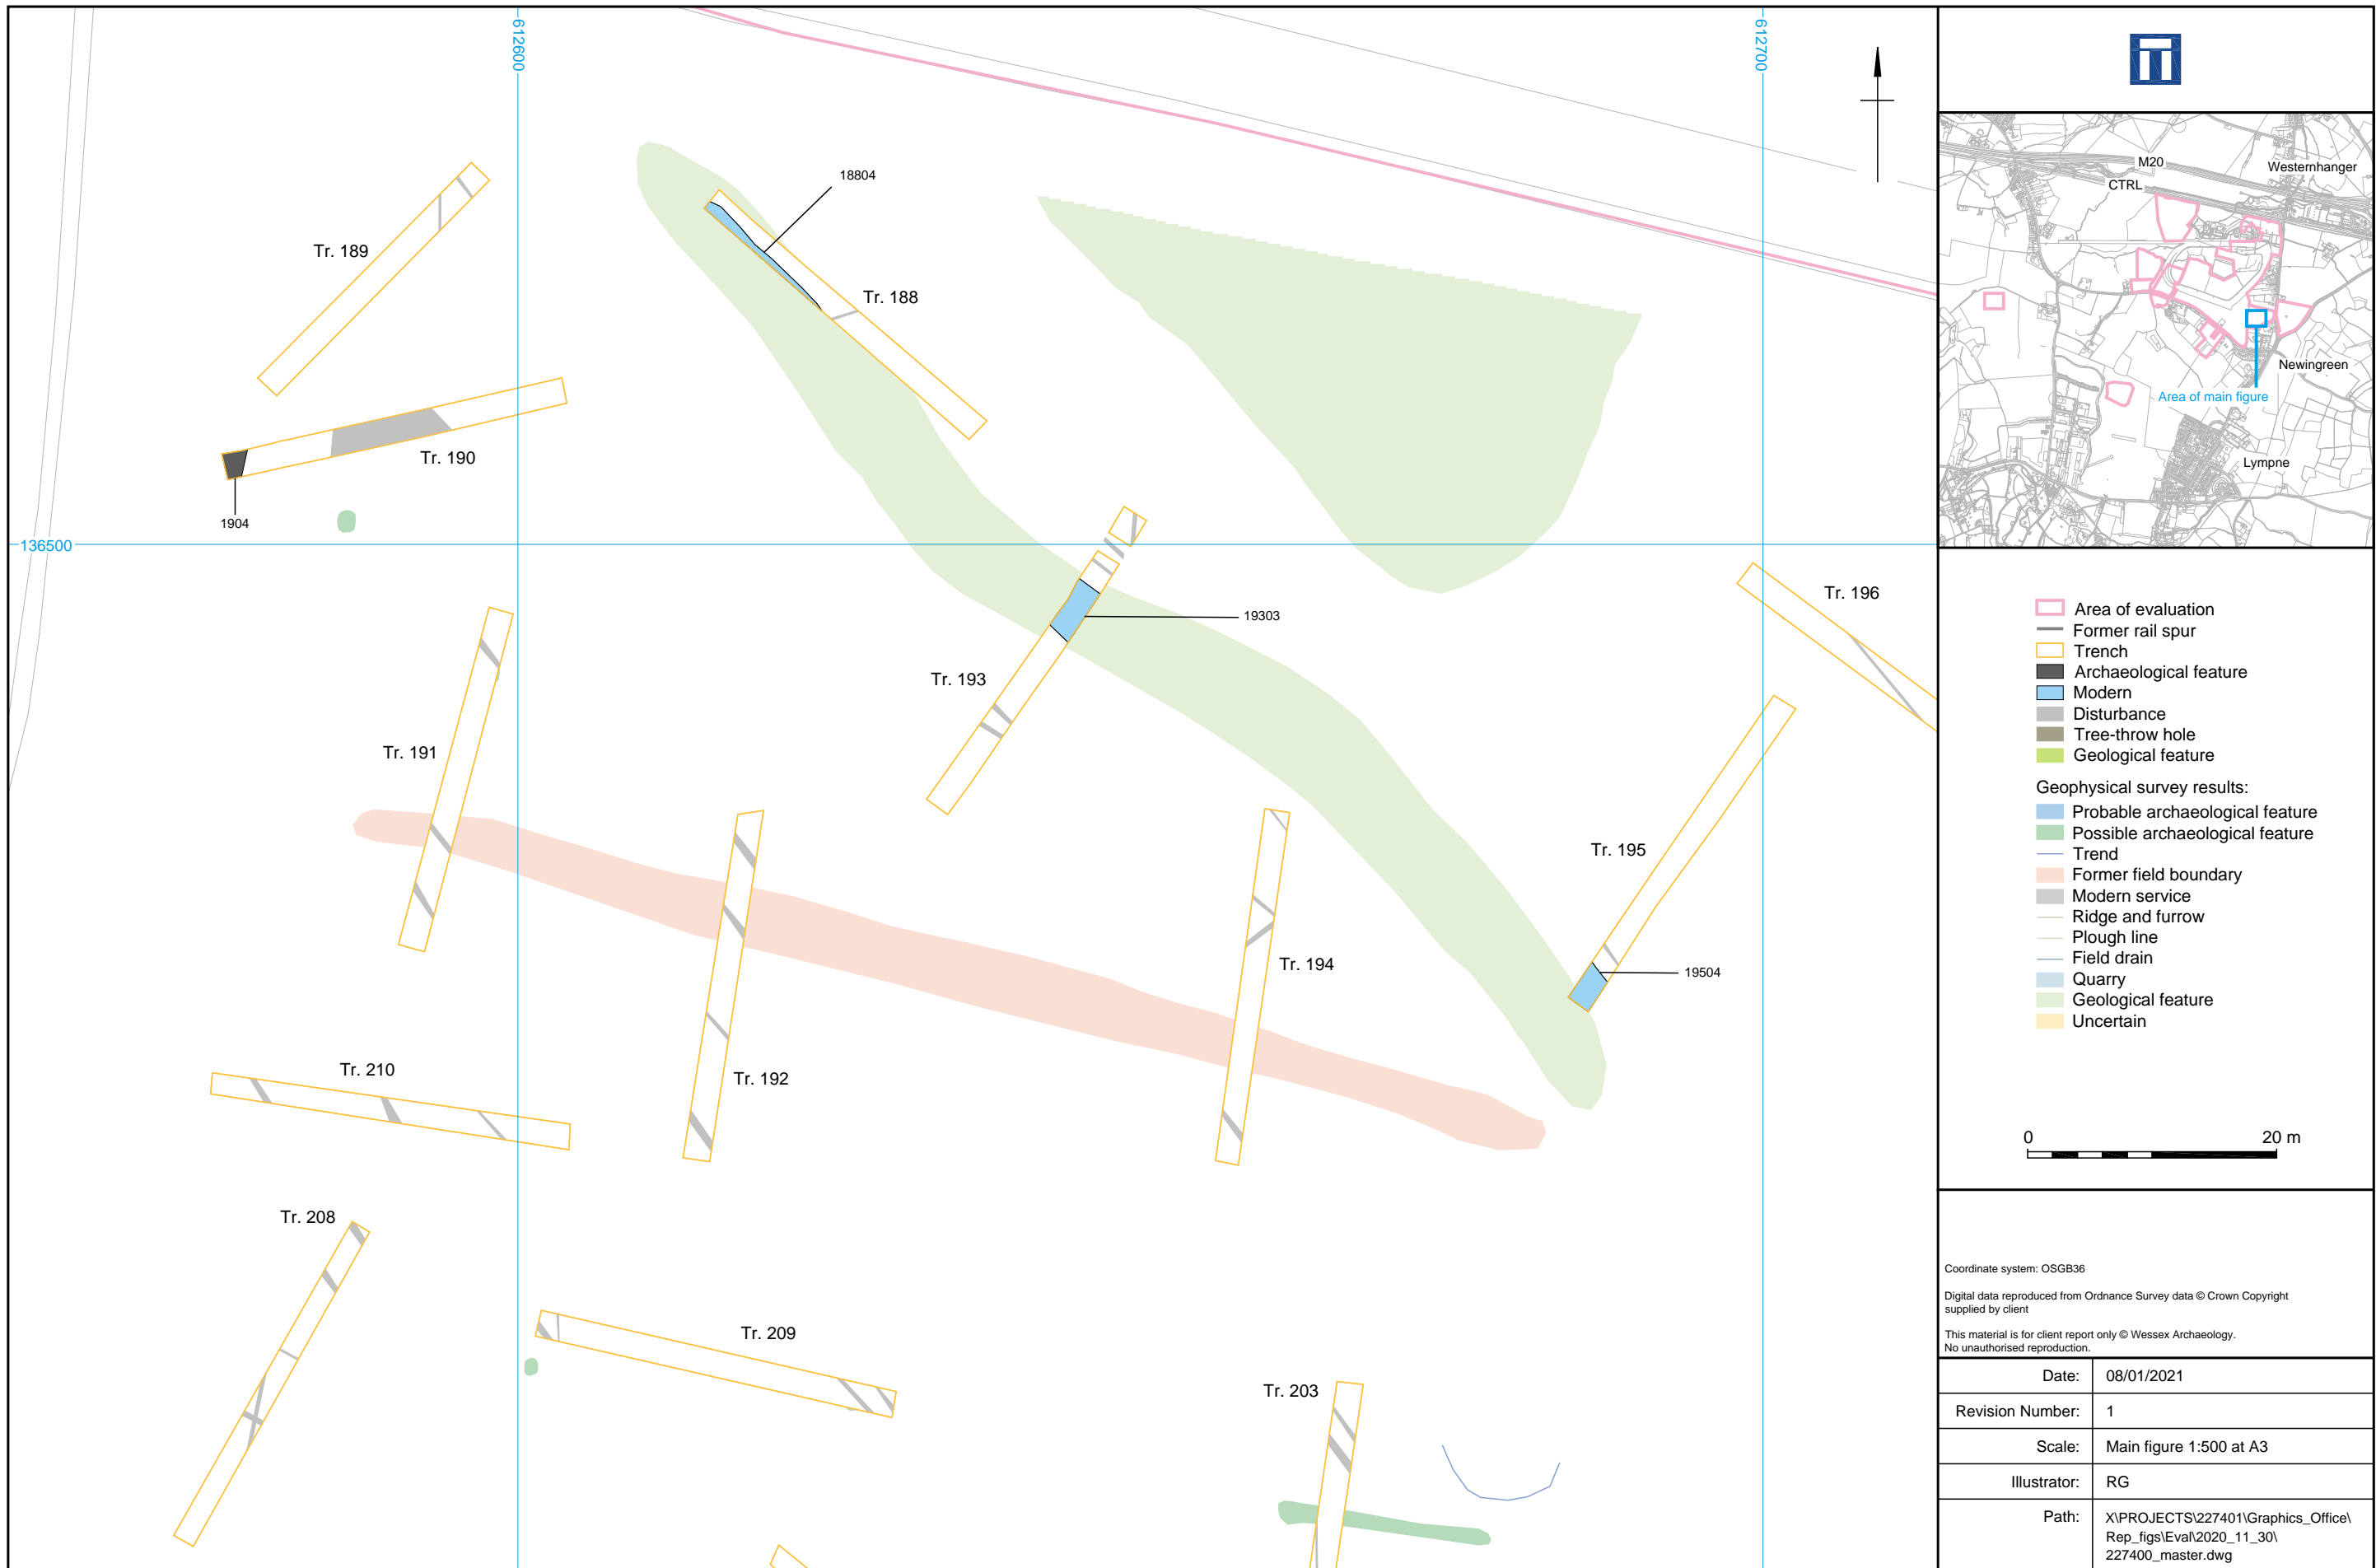 612600
612700
18804
Tr. 189
Tr. 188
Tr. 190
1904
136500
Tr. 196
19303
Tr. 193
Tr. 191
Tr. 195
Tr. 194
19504
Tr. 210
Tr. 192
Tr. 208
Tr. 209
Tr. 203
M20
Westernhanger
CTRL
Newingreen
Area of main figure
Lympne
Area of evaluation
Former rail spur
Trench
Archaeological feature
Modern
Disturbance
Tree-throw hole
Geological feature
Geophysical survey results:
Probable archaeological feature
Possible archaeological feature
Trend
Former field boundary
Modern service
Ridge and furrow
Plough line
Field drain
Quarry
Geological feature
Uncertain
0 20 m
Coordinate system: OSGB36
Digital data reproduced from Ordnance Survey data © Crown Copyright
supplied by client
This material is for client report only © Wessex Archaeology.
No unauthorised reproduction.
Date: 08/01/2021
Revision Number: 1
Scale: Main figure 1:500 at A3
Illustrator: RG
Path: X\PROJECTS\227401\Graphics_Office\
Rep_figs\Eval\2020_11_30\
227400_master.dwg